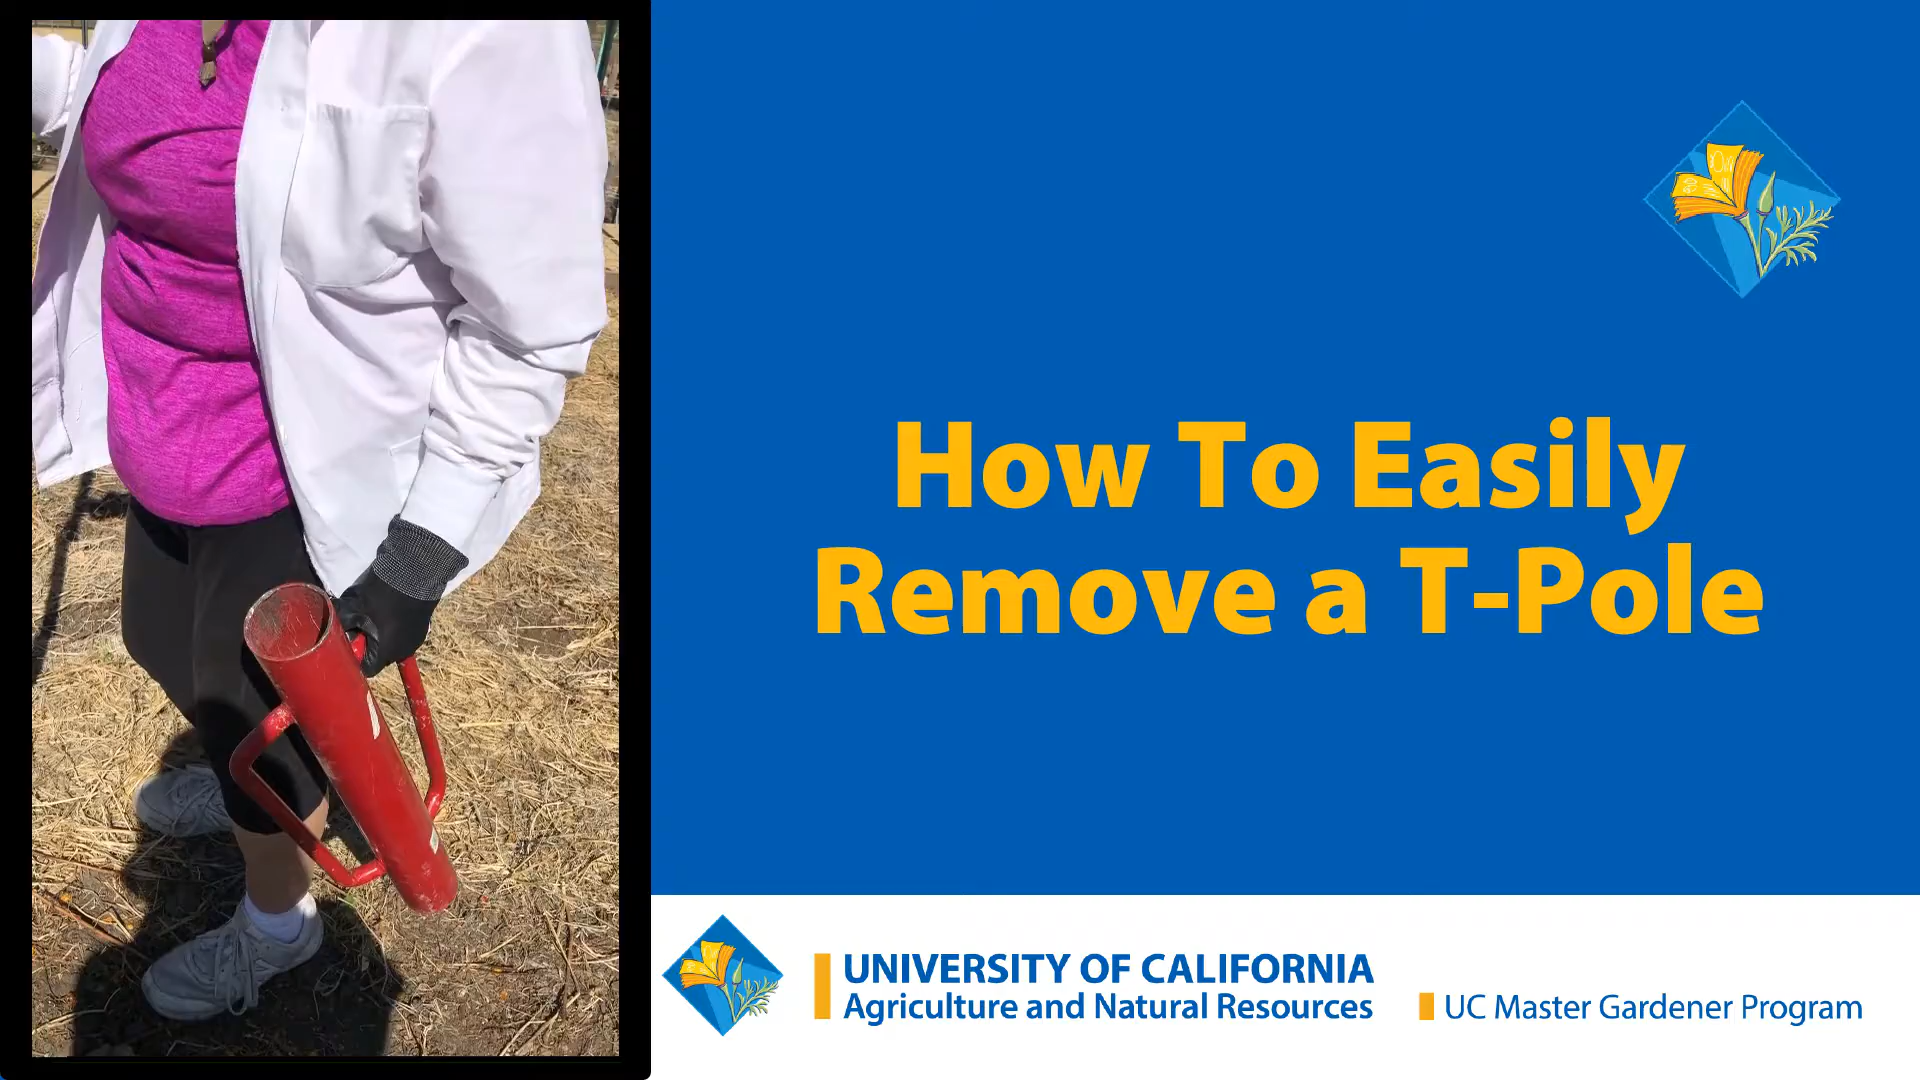 How To Easily
Remove a T-Pole
UNIVERSITY OF CALIFORNIA
Agriculture and Natural Resources
UC Master Gardener Program